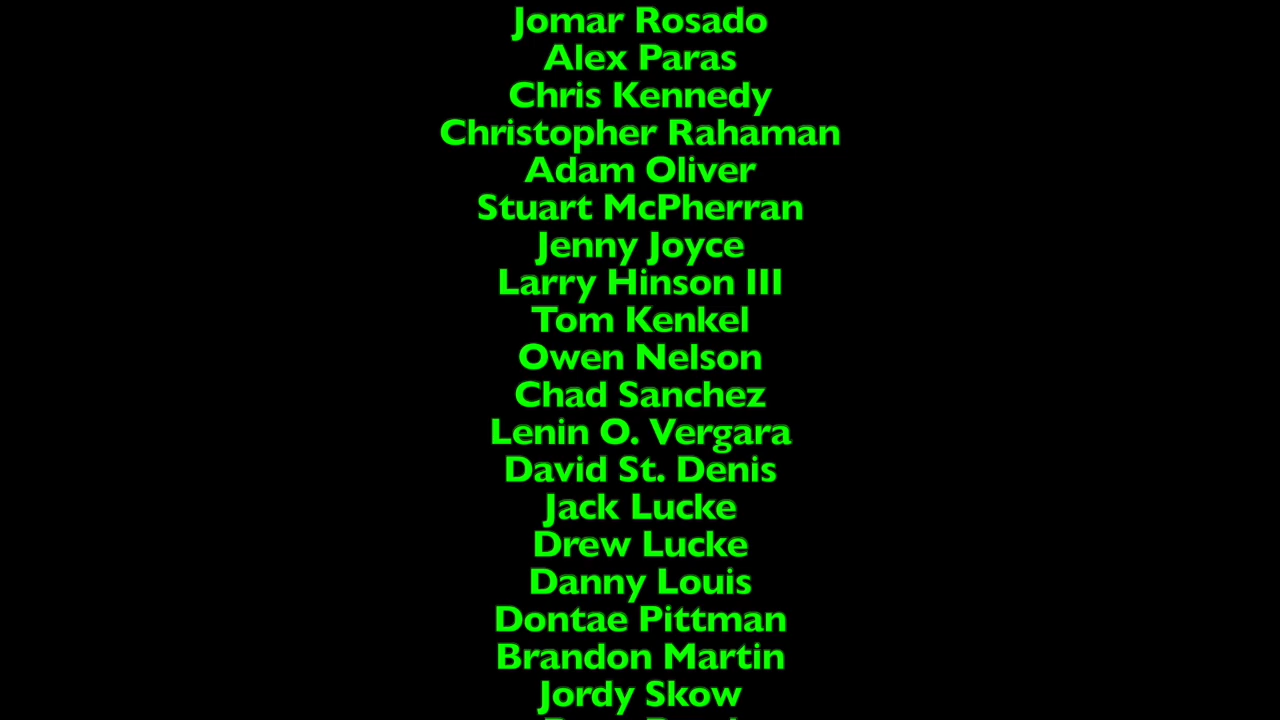 Jomar Rosado
Alex Paras
Chris Kennedy
Christopher Rahaman
Adam Oliver
Stuart McPherran
Jenny Joyce
Larry Hinson III
Tom Kenkel
Owen Nelson
Chad Sanchez
Lenin O. Vergara
David St. Denis
Jack Lucke
Drew Lucke
Danny Louis
Dontae Pittman
Brandon Martin
Jordy Skow